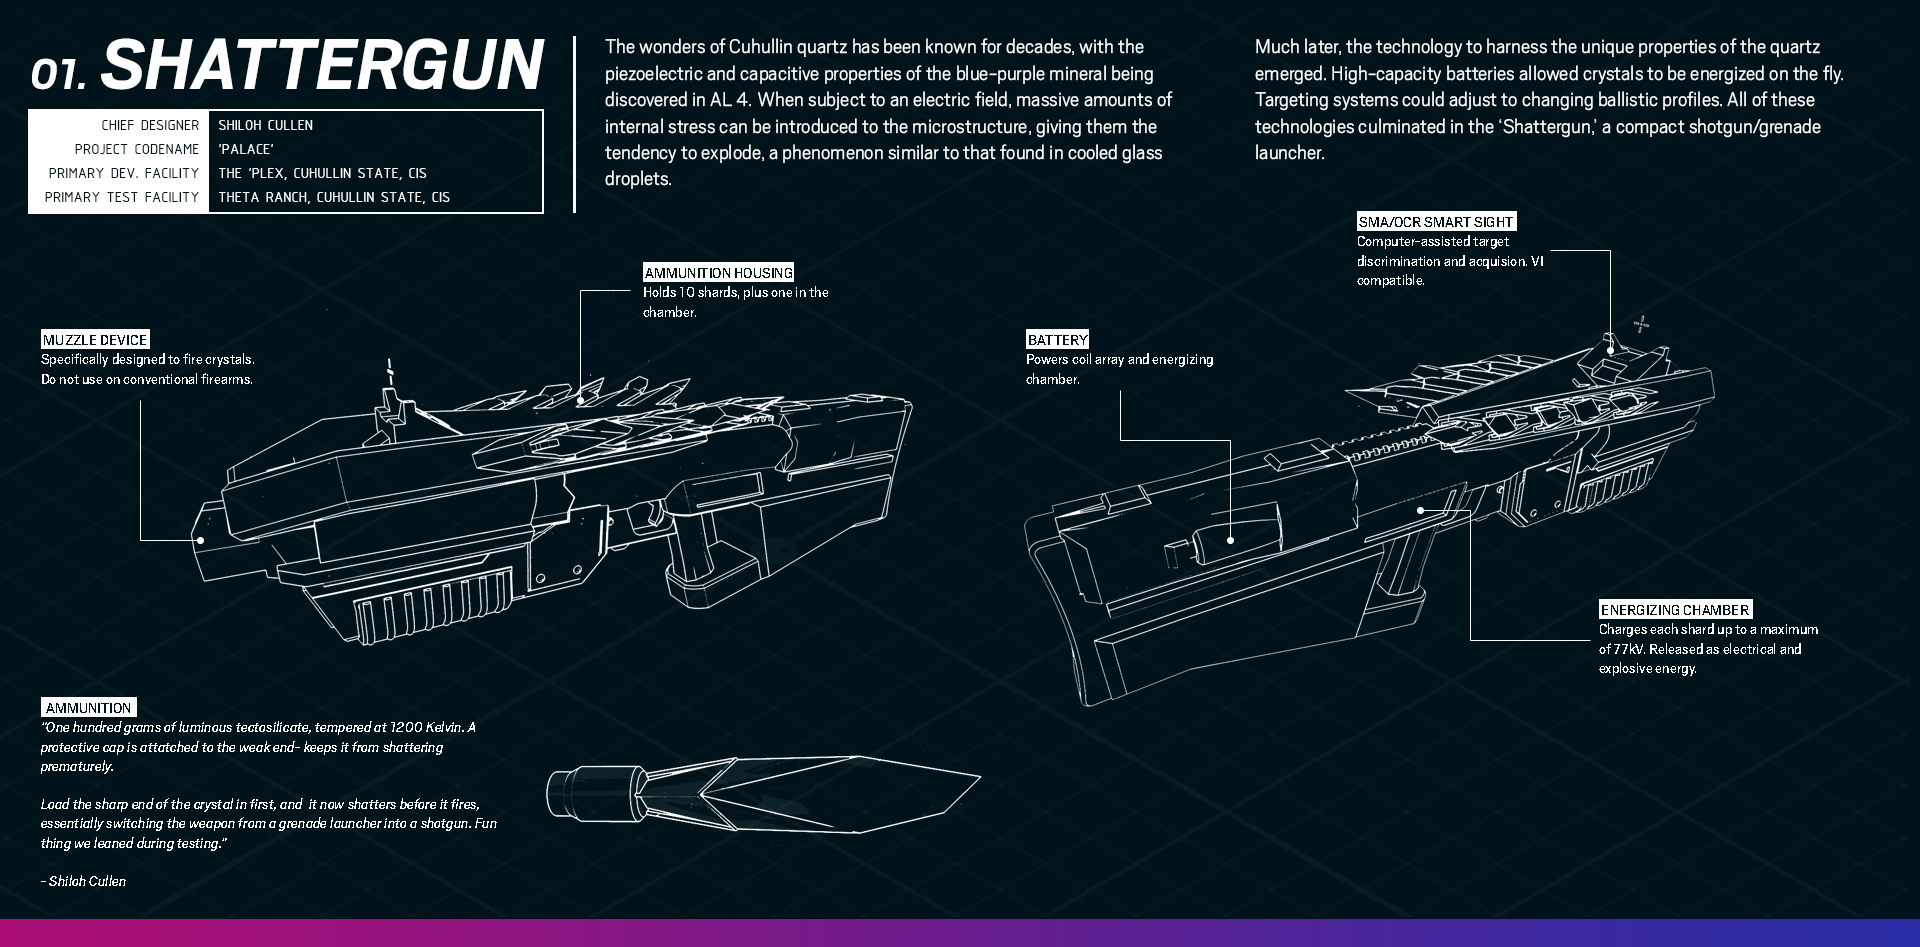 01. SHATTERGUN
CHIEF DESIGNER SHILOH CULLEN
PROJECT CODENAME 'PALACE'
PRIMARY DEV. FACILITY THE 'PLEX, CUHULLIN STATE, CIS
PRIMARY TEST FACILITY THETA RANCH, CUHULLIN STATE, CIS
The wonders of Cuhullin quartz has been known for decades, with the
piezoelectric and capacitive properties of the blue-purple mineral being
discovered in AL 4. When subject to an electric field, massive amounts of
internal stress can be introduced to the microstructure, giving them the
tendency to explode, a phenomenon similar to that found in cooled glass
droplets.
Much later, the technology to harness the unique properties of the quartz
emerged. High-capacity batteries allowed crystals to be energized on the fly.
Targeting systems could adjust to changing ballistic profiles. All of these
technologies culminated in the 'Shattergun,' a compact shotgun/grenade
launcher.
SMA/OCR SMART SIGHT
Computer-assisted target
discrimination and acquision. VI
compatible.
AMMUNITION HOUSING
Holds 10 shards, plus one in the
chamber.
MUZZLE DEVICE
Specifically designed to fire crystals.
Do not use on conventional firearms.
BATTERY
Powers coil array and energizing
chamber.
ENERGIZING CHAMBER
Charges each shard up to a maximum
of 77kV. Released as electrical and
explosive energy.
AMMUNITION
"One hundred grams of luminous tectosilicate, tempered at 1200 Kelvin. A
protective cap is attatched to the weak end- keeps it from shattering
prematurely.
Load the sharp end of the crystal in first, and it now shatters before it fires,
essentially switching the weapon from a grenade launcher into a shotgun. Fun
thing we leaned during testing."
- Shiloh Cullen